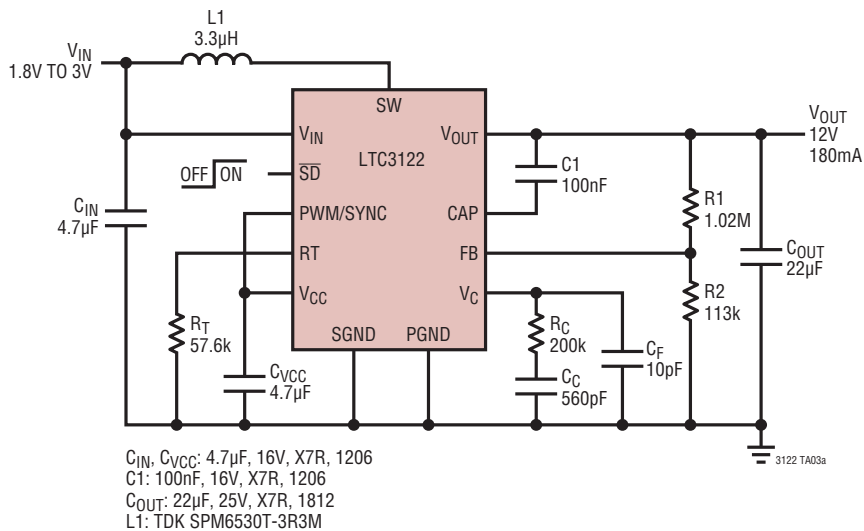 L1
3.3µH
VIN
1.8V TO 3V
SW
VIN
VOUT
LTC3122
VOUT
12V
180mA
OFF ON
SD
C1
100nF
CIN
4.7µF
PWM/SYNC
CAP
R1
1.02M
RT
FB
COUT
22µF
VCC
VC
R2
113k
RT
57.6k
SGND
PGND
RC
200k
CF
10pF
CVCC
4.7µF
CC
560pF
3122 TA03a
CIN, CVCC: 4.7µF, 16V, X7R, 1206
C1: 100nF, 16V, X7R, 1206
COUT: 22µF, 25V, X7R, 1812
L1: TDK SPM6530T-3R3M